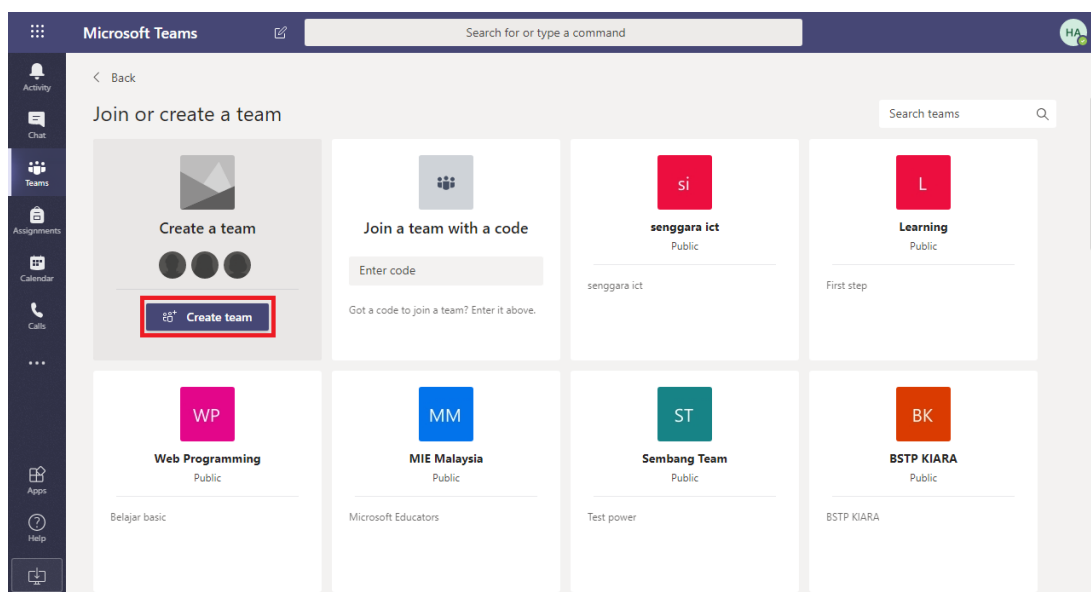 Microsoft Teams
Search for or type a command
HA
Activity
Chat
Teams
Assignments
Calendar
Calls
Apps
Help
Back
Join or create a team
Search teams
Create a team
Create team
Join a team with a code
Enter code
Got a code to join a team? Enter it above.
si
senggara ict
Public
senggara ict
L
Learning
Public
First step
WP
Web Programming
Public
Belajar basic
MM
MIE Malaysia
Public
Microsoft Educators
ST
Sembang Team
Public
Test power
BK
BSTP KIARA
Public
BSTP KIARA